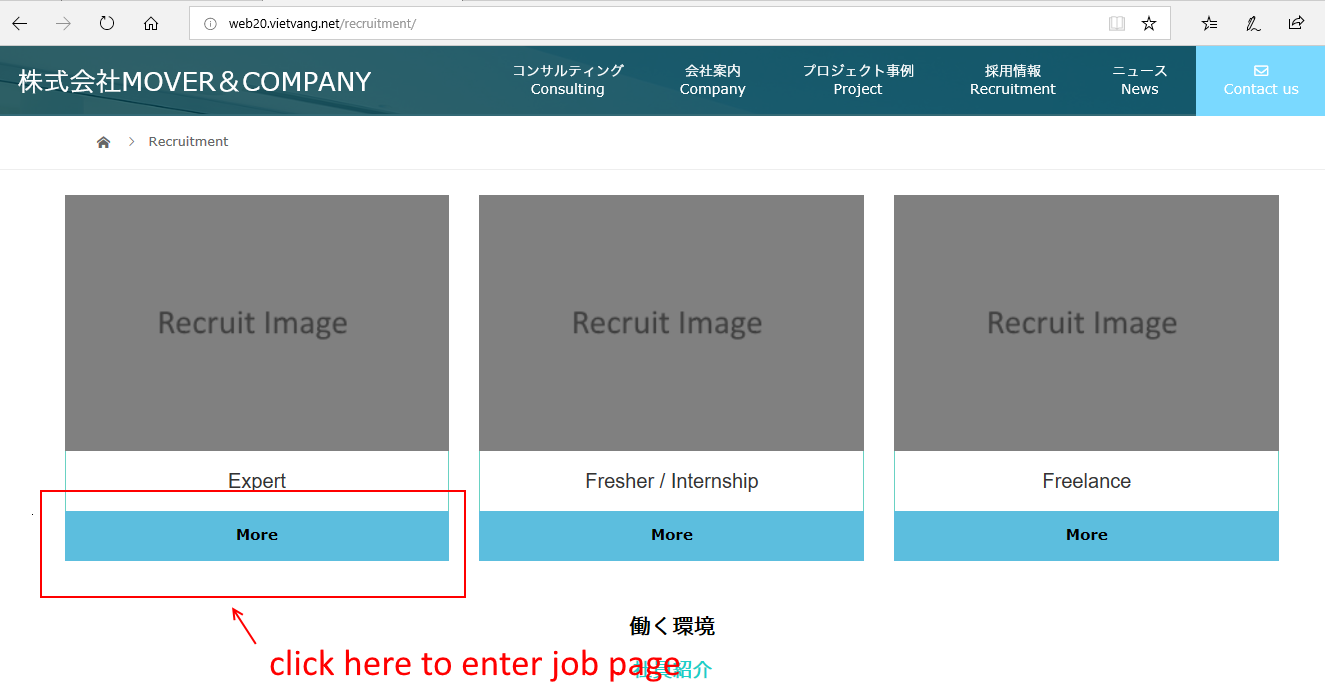 web20.vietvang.net/recruitment/
株式会社MOVER＆COMPANY
コンサルティング
Consulting
会社案内
Company
プロジェクト事例
Project
採用情報
Recruitment
ニュース
News
Contact us
Recruitment
Recruit Image
Recruit Image
Recruit Image
Expert
Fresher / Internship
Freelance
More
More
More
働く環境
click here to enter job page
社員紹介